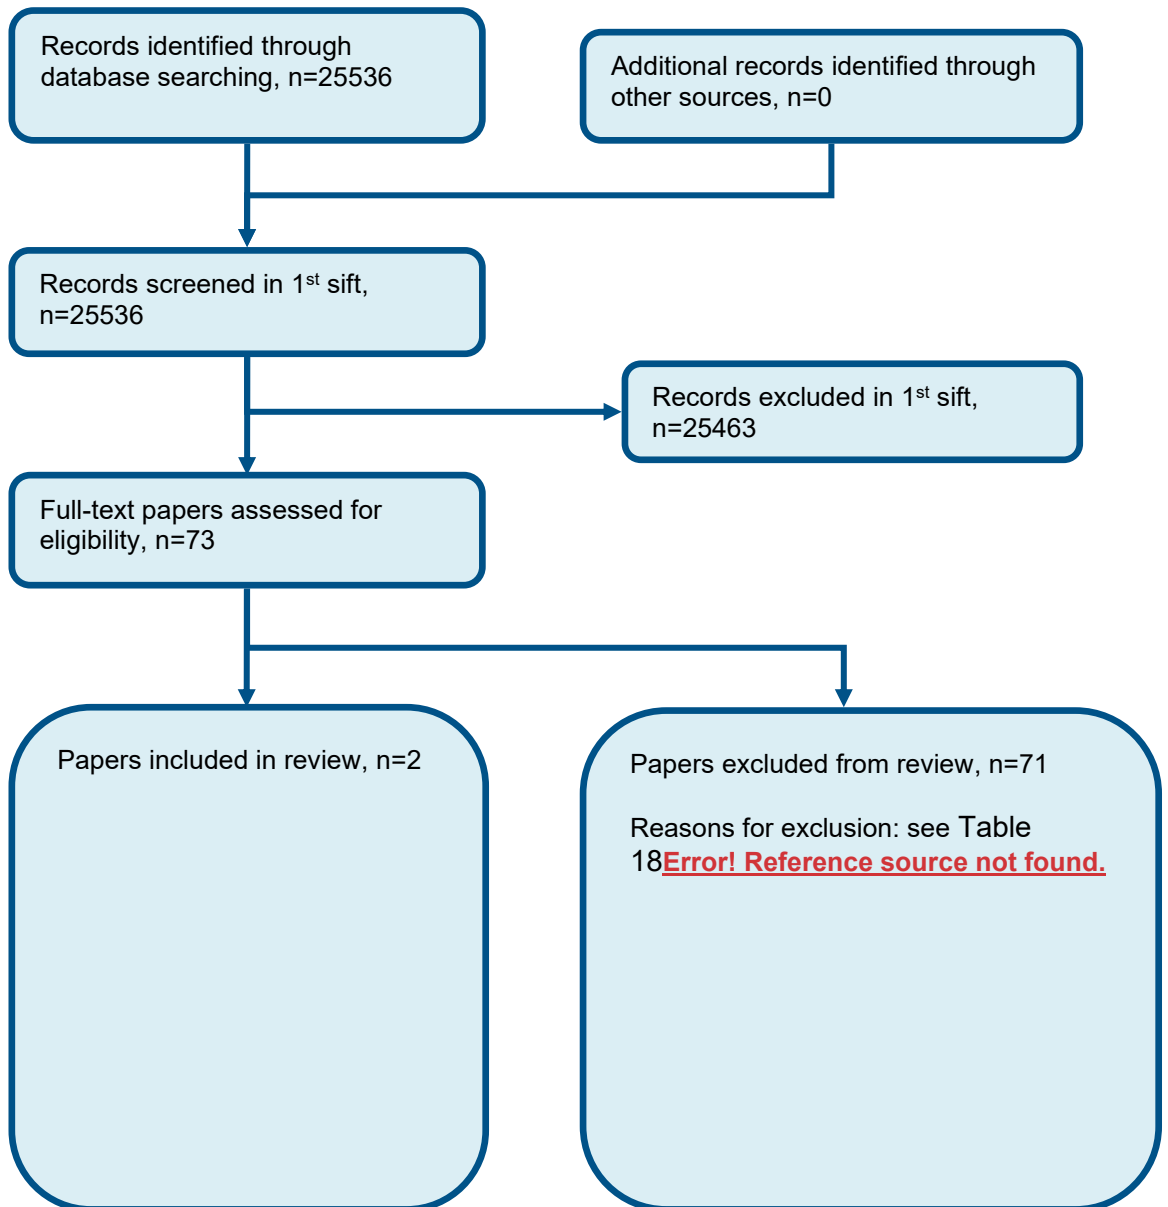 Records identified through
database searching, n=25536
Additional records identified through
other sources, n=0
Records screened in 1st sift,
n=25536
Records excluded in 1st sift,
n=25463
Full-text papers assessed for
eligibility, n=73
Papers included in review, n=2
Papers excluded from review, n=71
Reasons for exclusion: see Table
18Error! Reference source not found.